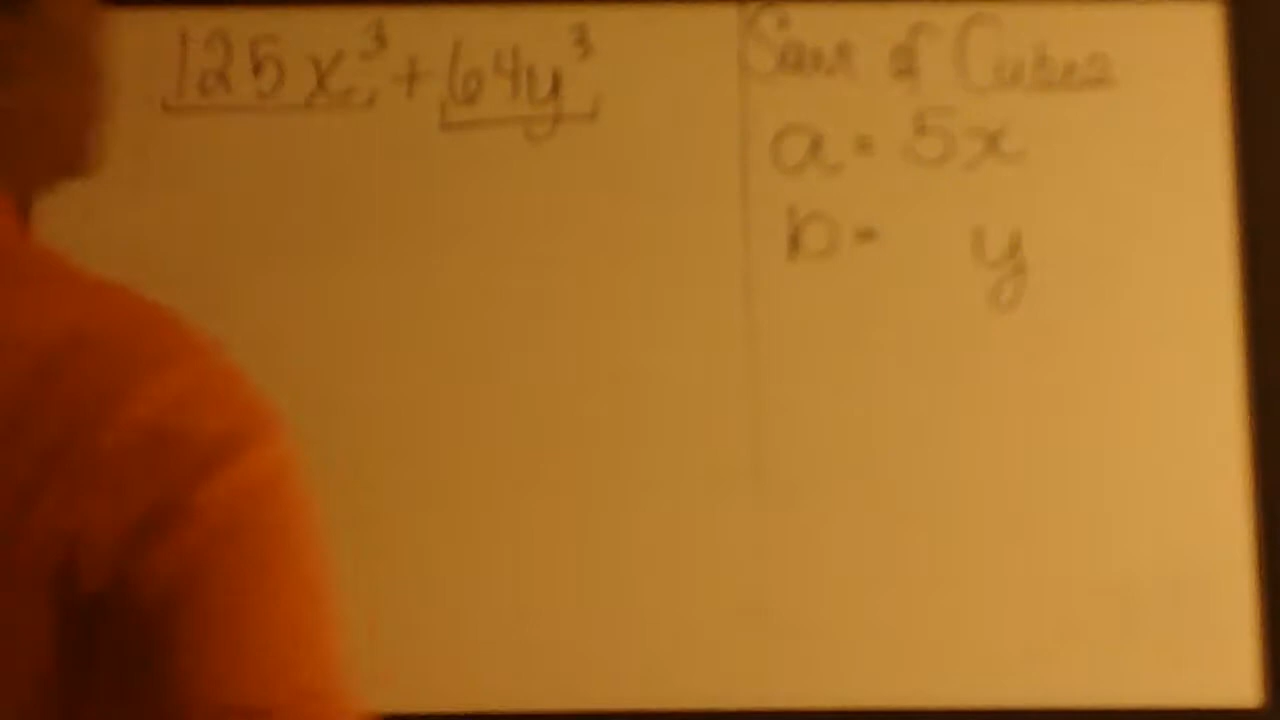 125x³ + 64y³
Sum of Cubes
a = 5x
b = y